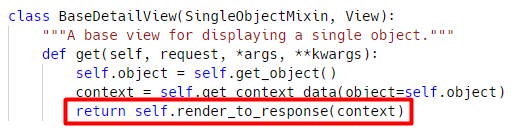 class BaseDetailView(SingleObjectMixin, View):
    """A base view for displaying a single object."""
    def get(self, request, *args, **kwargs):
        self.object = self.get_object()
        context = self.get_context_data(object=self.object)
        return self.render_to_response(context)